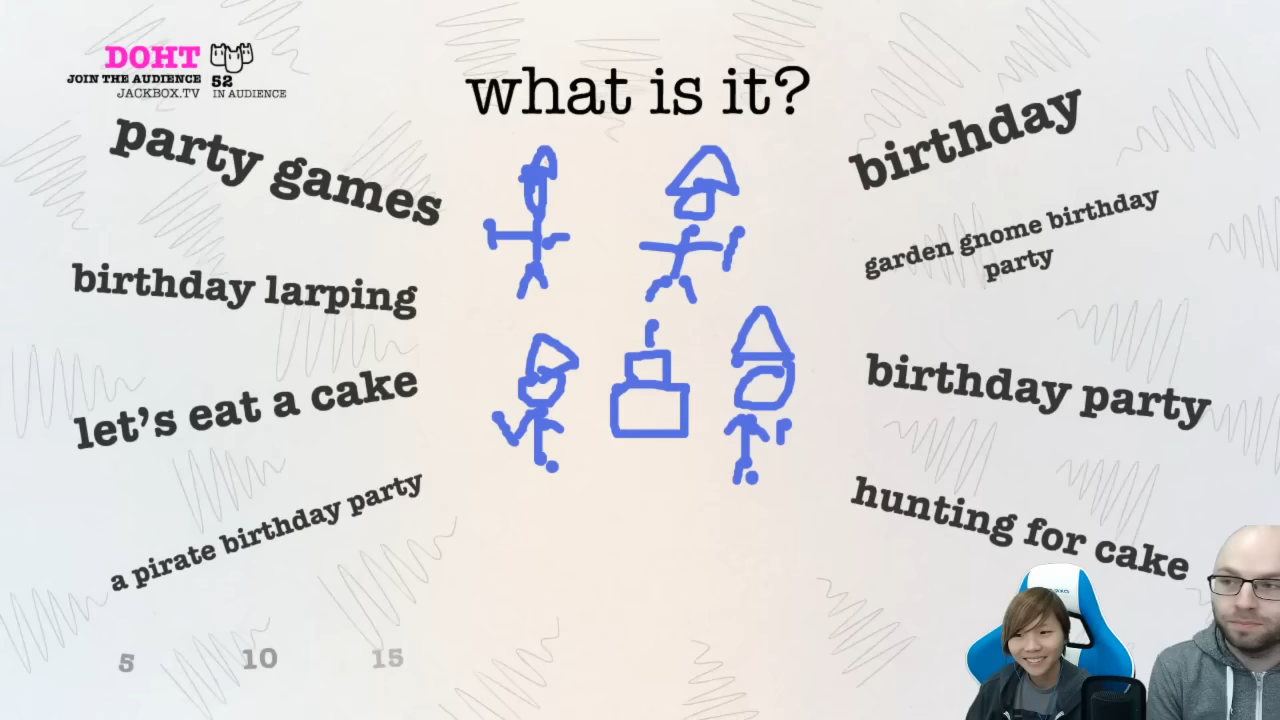 DOHT
JOIN THE AUDIENCE 52
JACKBOX.TV IN AUDIENCE
what is it?
party games
birthday larping
let's eat a cake
a pirate birthday party
birthday
garden gnome birthday
party
birthday party
hunting for cake
5 10 15